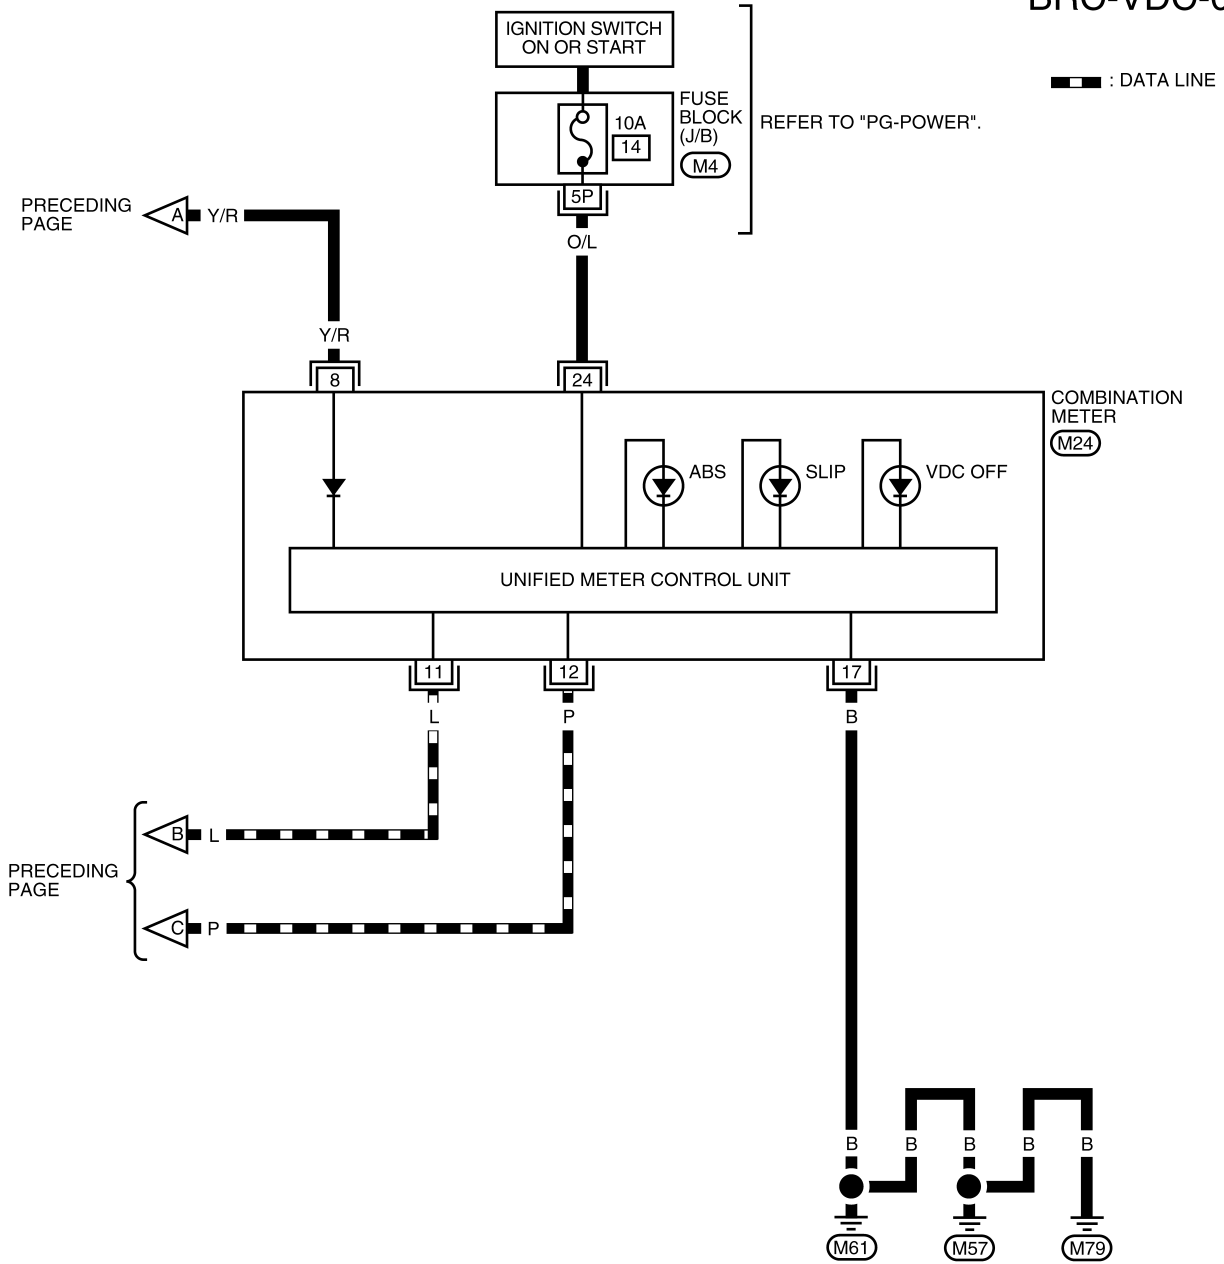 IGNITION SWITCH
ON OR START
: DATA LINE
FUSE
BLOCK
(J/B)
M4
10A
14
REFER TO "PG-POWER".
5P
PRECEDING
PAGE
A
Y/R
O/L
Y/R
8
24
COMBINATION
METER
M24
ABS
SLIP
VDC OFF
UNIFIED METER CONTROL UNIT
11
12
17
L
P
B
PRECEDING
PAGE
B
L
C
P
B
B
B
B
B
M61
M57
M79